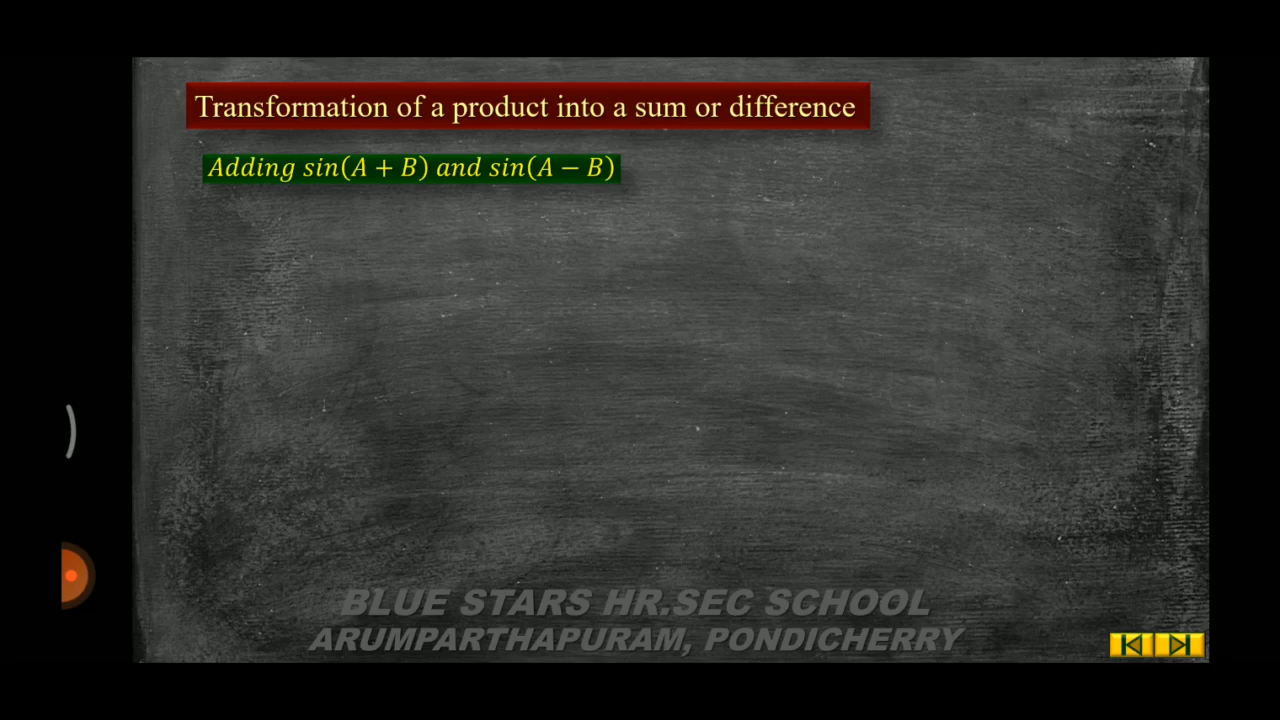 Transformation of a product into a sum or difference
Adding sin(A + B) and sin(A − B)
BLUE STARS HR.SEC SCHOOL
ARUMPARTHAPURAM, PONDICHERRY